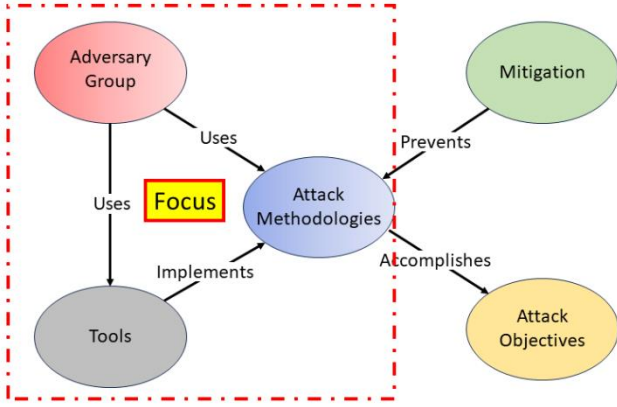 Adversary
Group
Mitigation
Uses
Prevents
Uses
Focus
Attack
Methodologies
Implements
Accomplishes
Tools
Attack
Objectives